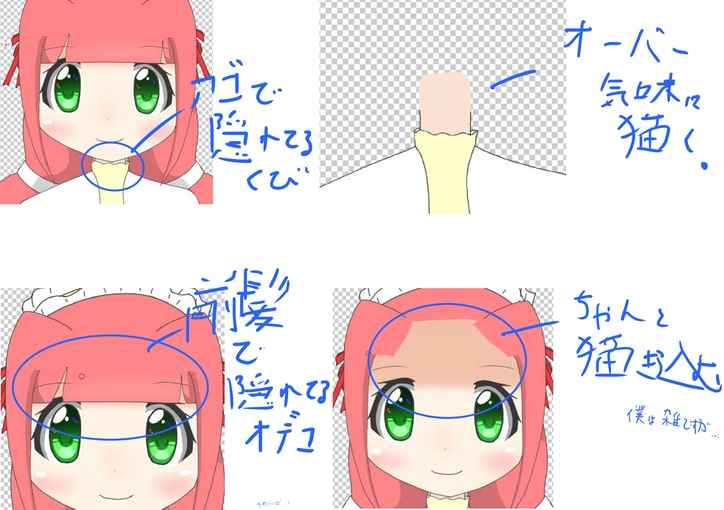 アゴで
隠れてる
くび
オーバー
気味に
猫く。
前髪
で
隠れてる
オデコ
ちゃんと
猫き込む
僕は雑ですが…